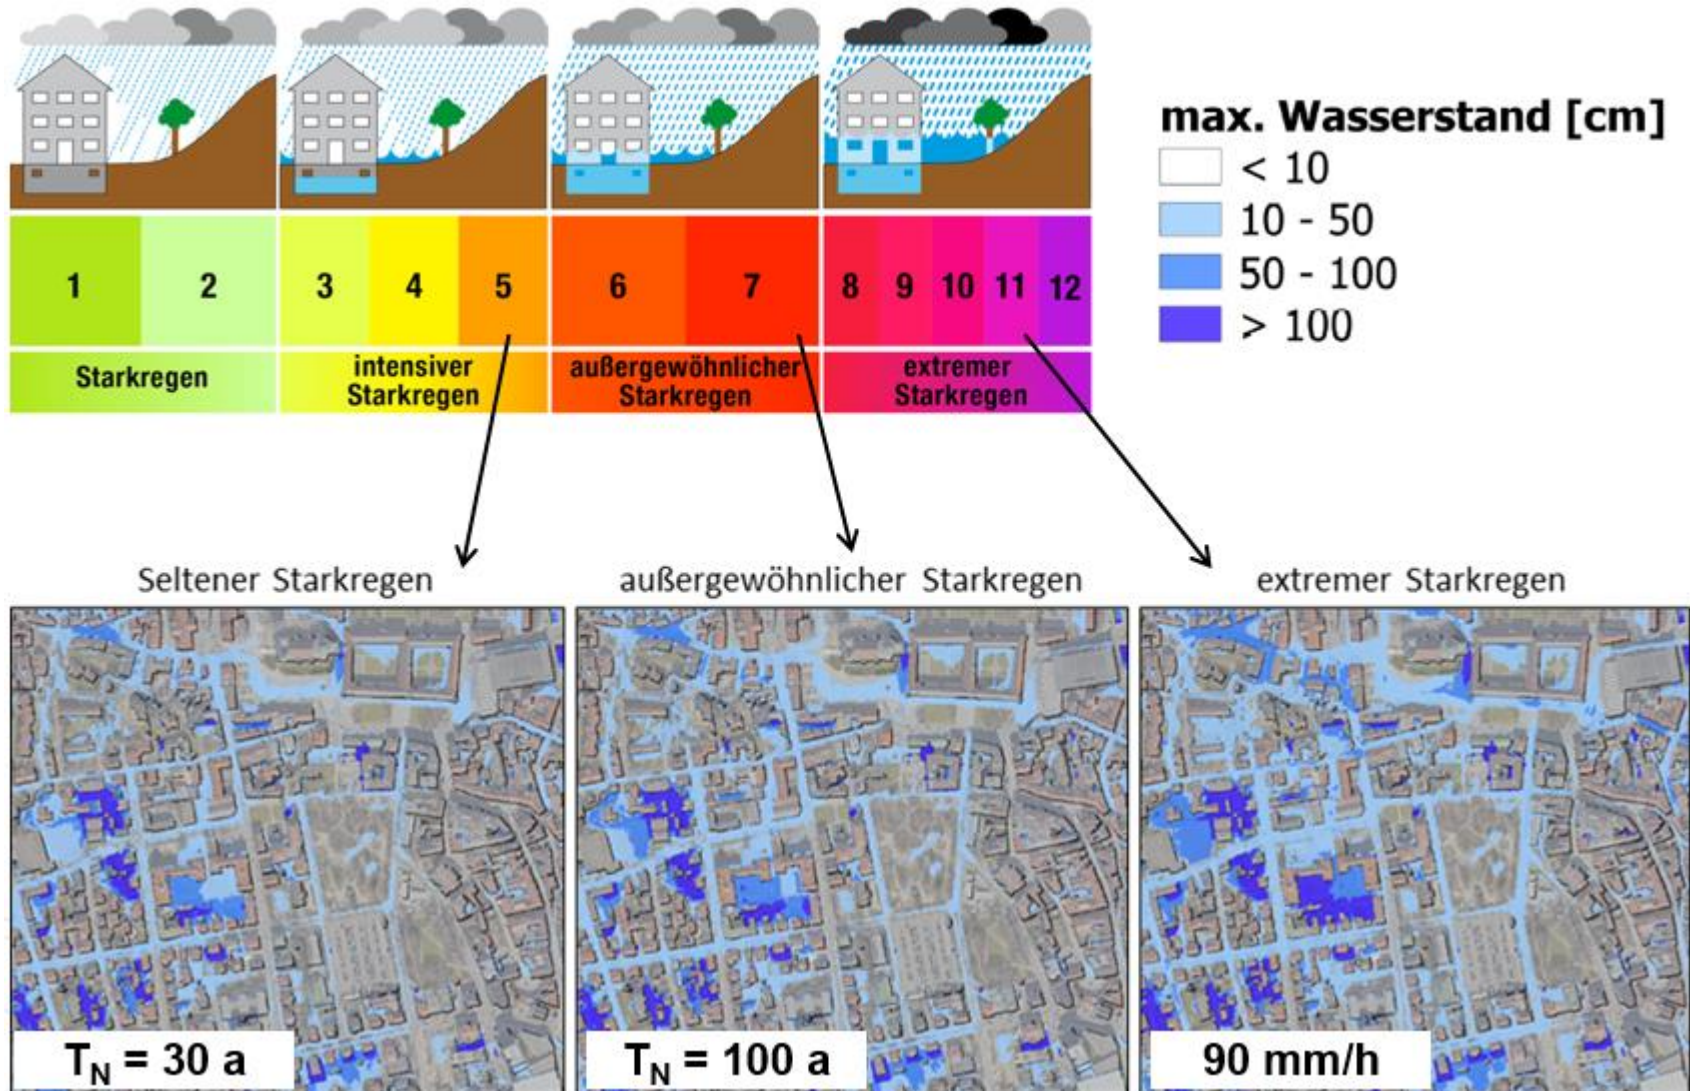 max. Wasserstand [cm]
< 10
10 - 50
50 - 100
> 100
1 2 3 4 5 6 7 8 9 10 11 12
Starkregen
intensiver
Starkregen
außergewöhnlicher
Starkregen
extremer
Starkregen
Seltener Starkregen
außergewöhnlicher Starkregen
extremer Starkregen
T_N = 30 a
T_N = 100 a
90 mm/h